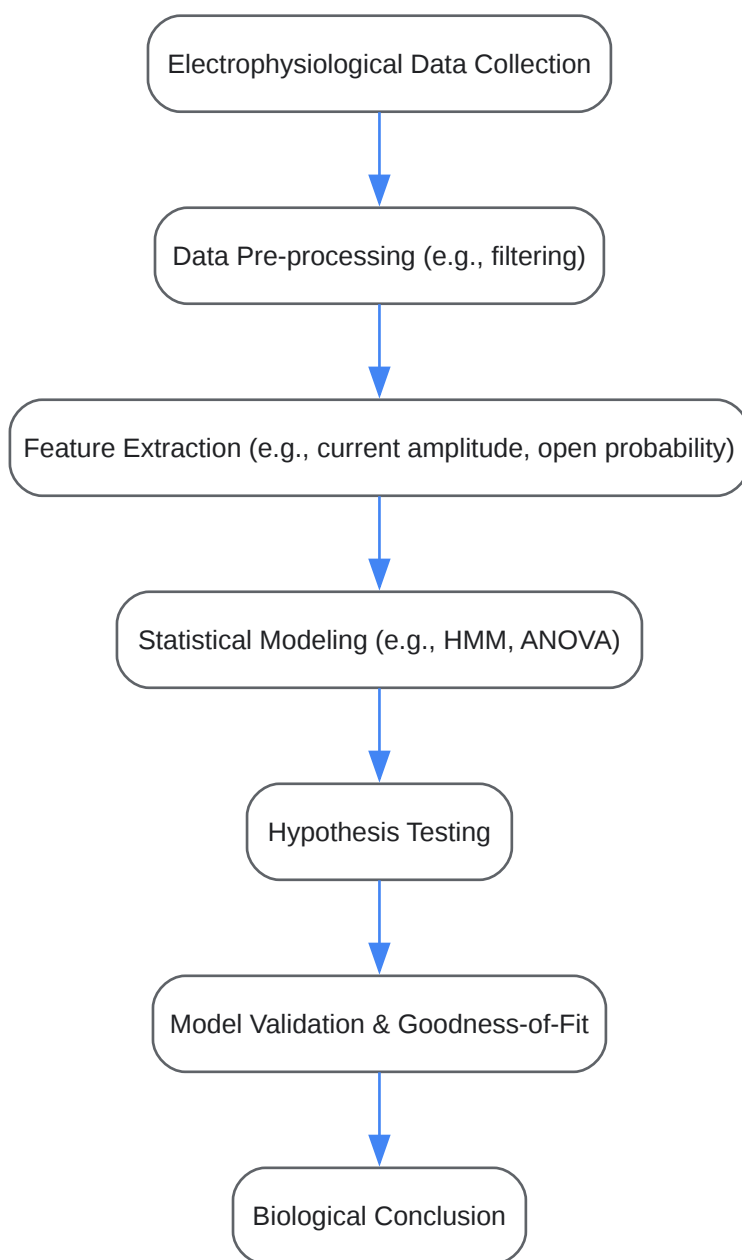 Electrophysiological Data Collection
Data Pre-processing (e.g., filtering)
Feature Extraction (e.g., current amplitude, open probability)
Statistical Modeling (e.g., HMM, ANOVA)
Hypothesis Testing
Model Validation & Goodness-of-Fit
Biological Conclusion